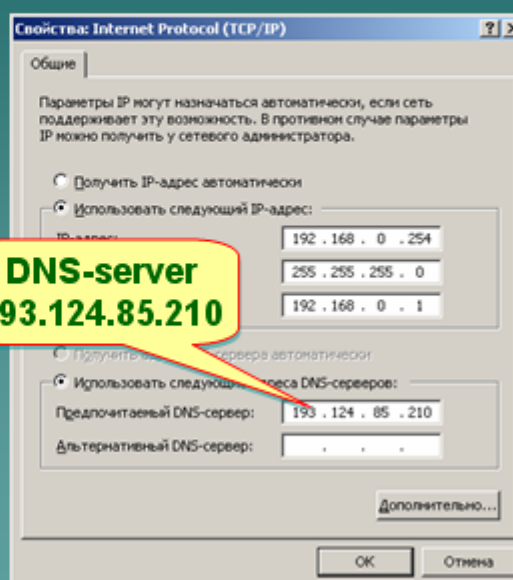 Свойства: Internet Protocol (TCP/IP)
Общие
Параметры IP могут назначаться автоматически, если сеть
поддерживает эту возможность. В противном случае параметры
IP можно получить у сетевого администратора.
Получить IP-адрес автоматически
Использовать следующий IP-адрес:
IP-адрес:
192 . 168 . 0 . 254
255 . 255 . 255 . 0
192 . 168 . 0 . 1
DNS-server
93.124.85.210
Получить сервера автоматически
Использовать следующие адреса DNS-серверов:
Предпочитаемый DNS-сервер:
193 . 124 . 85 . 210
Альтернативный DNS-сервер:
. . .
Дополнительно...
OK
Отмена